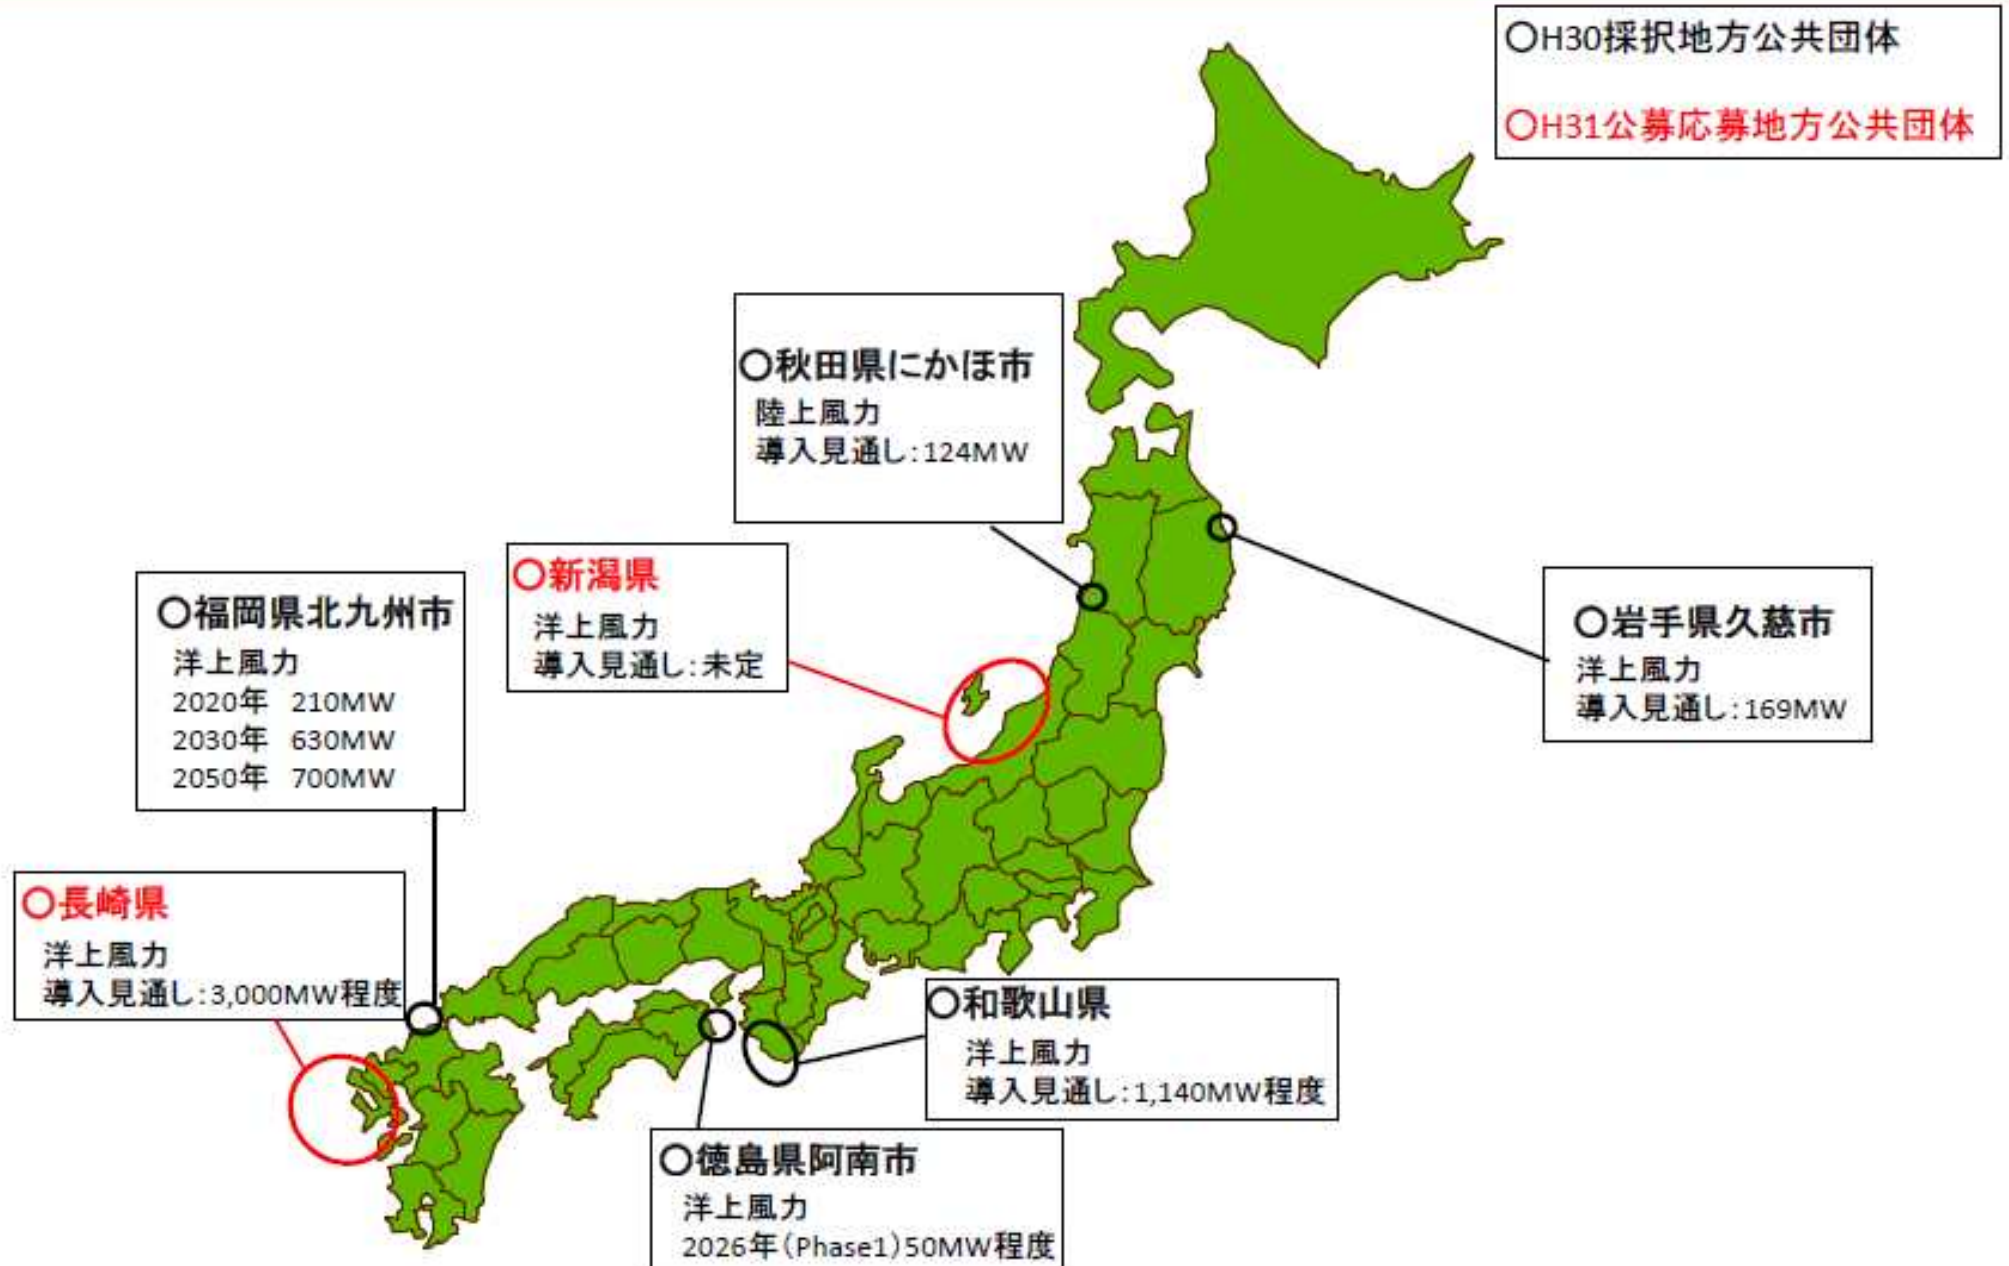 ○H30採択地方公共団体
○H31公募応募地方公共団体
○秋田県にかほ市
陸上風力
導入見通し:124MW
○新潟県
洋上風力
導入見通し:未定
○福岡県北九州市
洋上風力
2020年 210MW
2030年 630MW
2050年 700MW
○岩手県久慈市
洋上風力
導入見通し:169MW
○長崎県
洋上風力
導入見通し:3,000MW程度
○和歌山県
洋上風力
導入見通し:1,140MW程度
○徳島県阿南市
洋上風力
2026年(Phase1)50MW程度